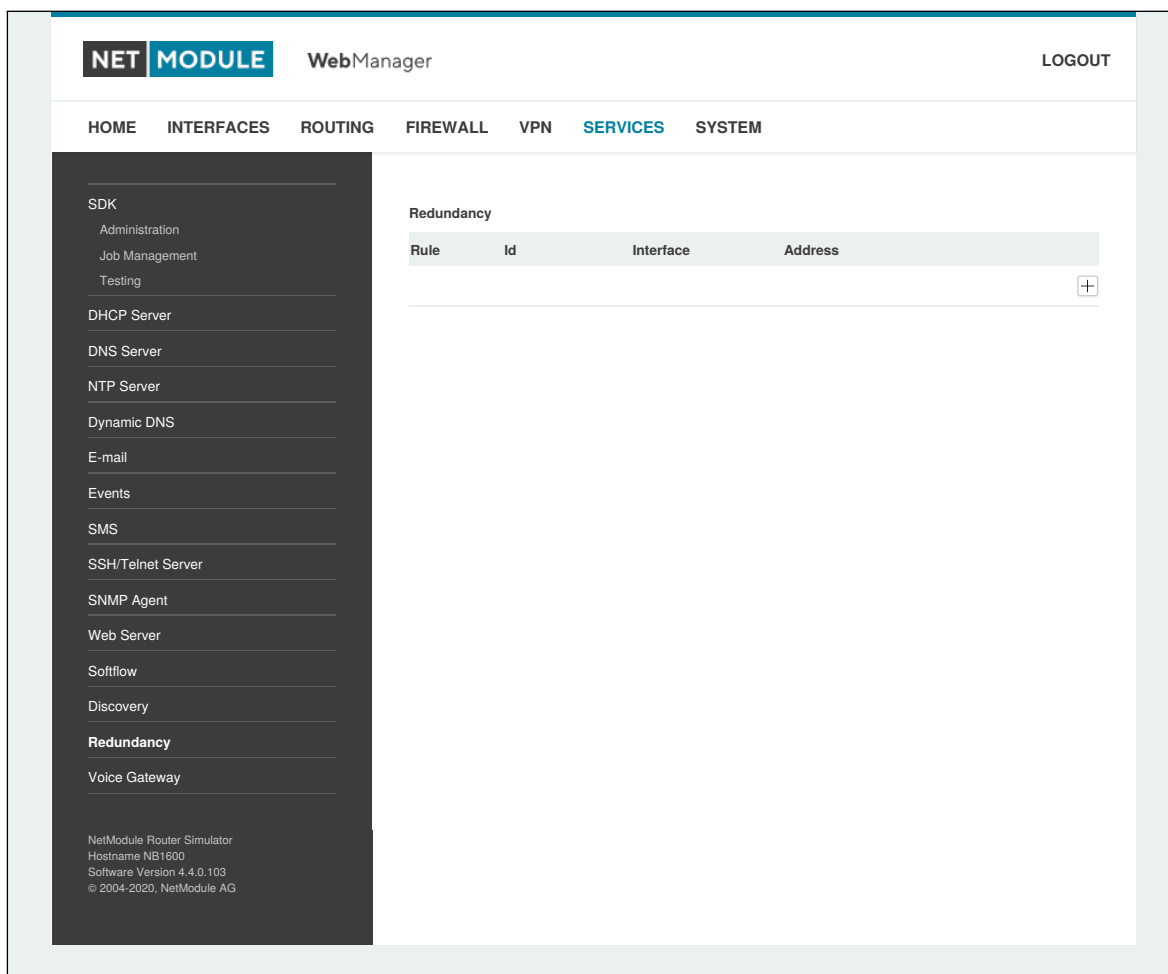 NET MODULE WebManager LOGOUT
HOME INTERFACES ROUTING FIREWALL VPN SERVICES SYSTEM
SDK
Administration
Job Management
Testing
DHCP Server
DNS Server
NTP Server
Dynamic DNS
E-mail
Events
SMS
SSH/Telnet Server
SNMP Agent
Web Server
Softflow
Discovery
Redundancy
Voice Gateway
NetModule Router Simulator
Hostname NB1600
Software Version 4.4.0.103
© 2004-2020, NetModule AG
Redundancy
Rule Id Interface Address